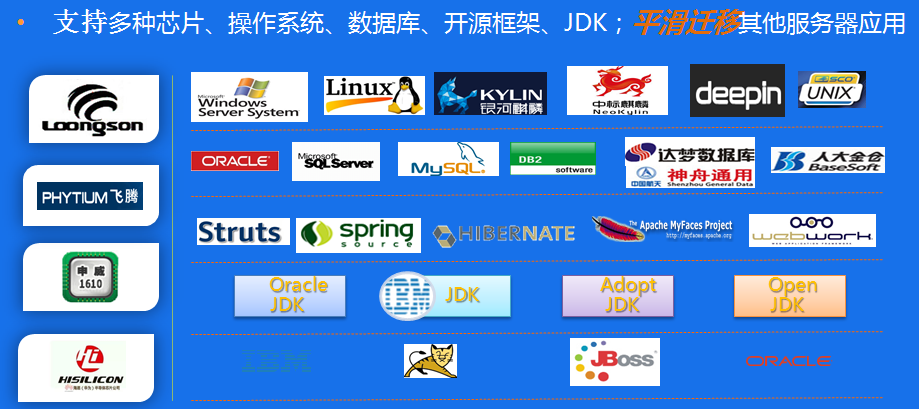 • 支持多种芯片、操作系统、数据库、开源框架、JDK；平滑迁移其他服务器应用
LOONGSON
PHYTIUM飞腾
申威
1610
Hi
HISILICON
Microsoft
Windows
Server System
Linux
KYLIN
银河麒麟
中标麒麟
NeoKylin
deepin
SCO
UNIX
ORACLE
Microsoft
SQL Server
MySQL
DB2
software
达梦数据库
中国航天 神舟通用
Shenzhou General Data
人大金仓
BaseSoft
Struts
spring
source
HIBERNATE
The Apache MyFaces Project
http://myfaces.apache.org
webwork
Oracle
JDK
IBM JDK
Adopt
JDK
Open
JDK
IBM
JBoss
ORACLE